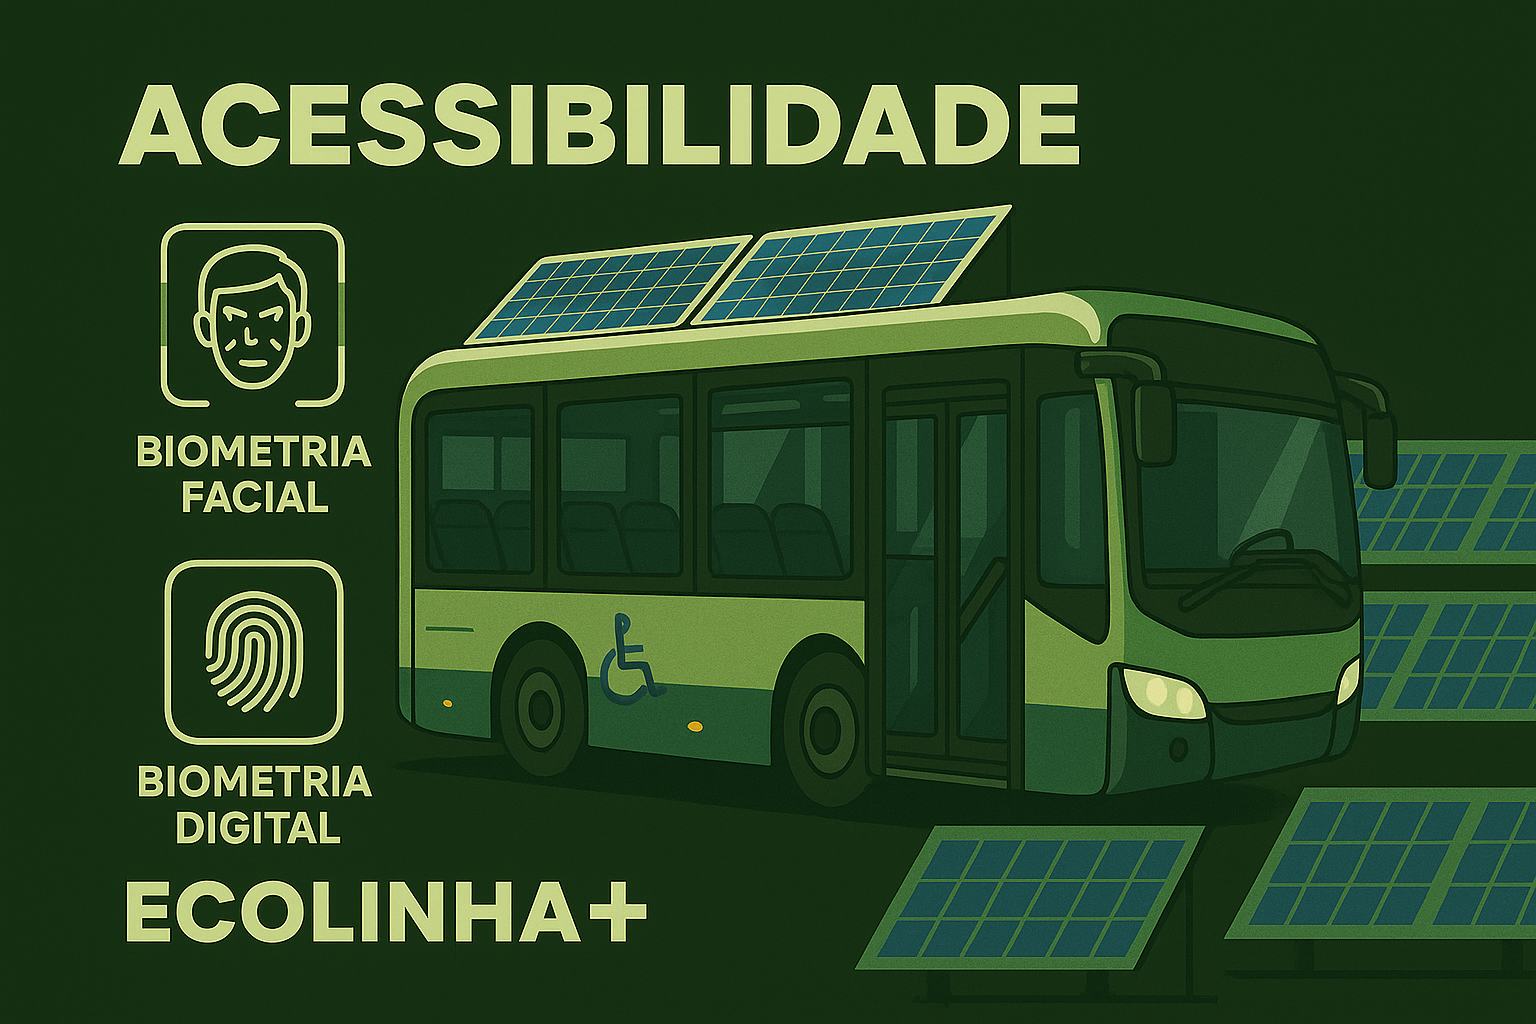 ACESSIBILIDADE
BIOMETRIA
FACIAL
BIOMETRIA
DIGITAL
ECOLINHA+